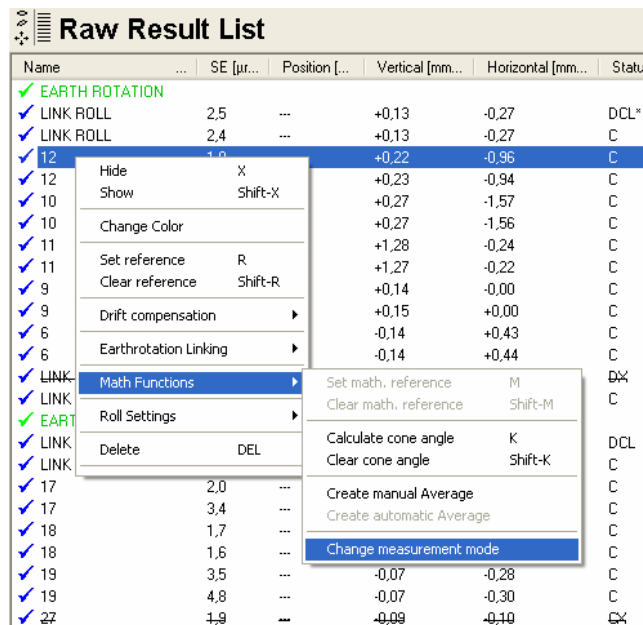 Raw Result List
Name ... SE [µr... Position [... Vertical [mm... Horizontal [mm... Statu
EARTH ROTATION
LINK ROLL 2,5 --- +0,13 -0,27 DCL*
LINK ROLL 2,4 --- +0,13 -0,27 C
12 +0,22 -0,96 C
12 +0,23 -0,94 C
10 +0,27 -1,57 C
10 +0,27 -1,56 C
11 +1,28 -0,24 C
11 +1,27 -0,22 C
9 +0,14 -0,00 C
9 +0,15 +0,00 C
6 -0,14 +0,43 C
6 -0,14 +0,44 C
LINK DX
LINK C
EART
LINK DCL
LINK C
17 2,0 --- C
17 3,4 --- C
18 1,7 --- C
18 1,6 --- C
19 3,5 --- -0,07 -0,28 C
19 4,8 --- -0,07 -0,30 C
27 1,9 --- -0,09 -0,10 CX
Hide X
Show Shift-X
Change Color
Set reference R
Clear reference Shift-R
Drift compensation
Earthrotation Linking
Math Functions
Roll Settings
Delete DEL
Set math. reference M
Clear math. reference Shift-M
Calculate cone angle K
Clear cone angle Shift-K
Create manual Average
Create automatic Average
Change measurement mode